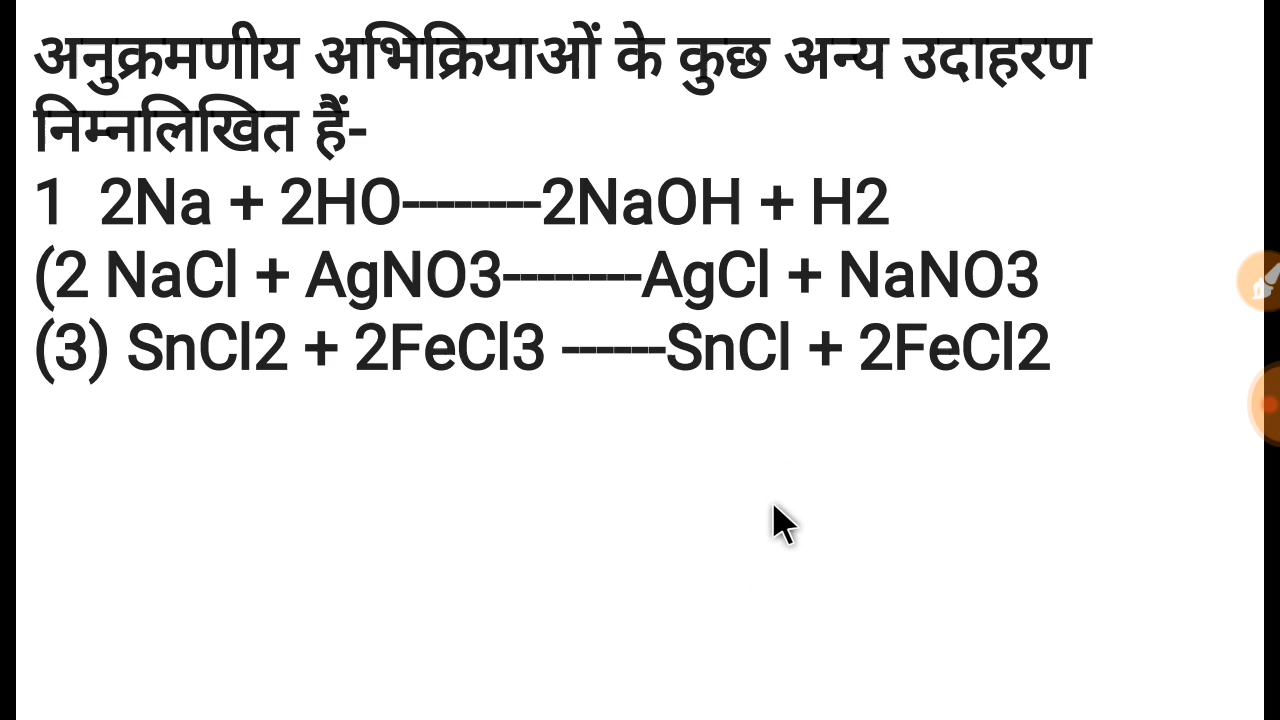 अनुक्रमणीय अभिक्रियाओं के कुछ अन्य उदाहरण
निम्नलिखित हैं-
1 2Na + 2HO--------2NaOH + H2
(2 NaCl + AgNO3--------AgCl + NaNO3
(3) SnCl2 + 2FeCl3 ------SnCl + 2FeCl2